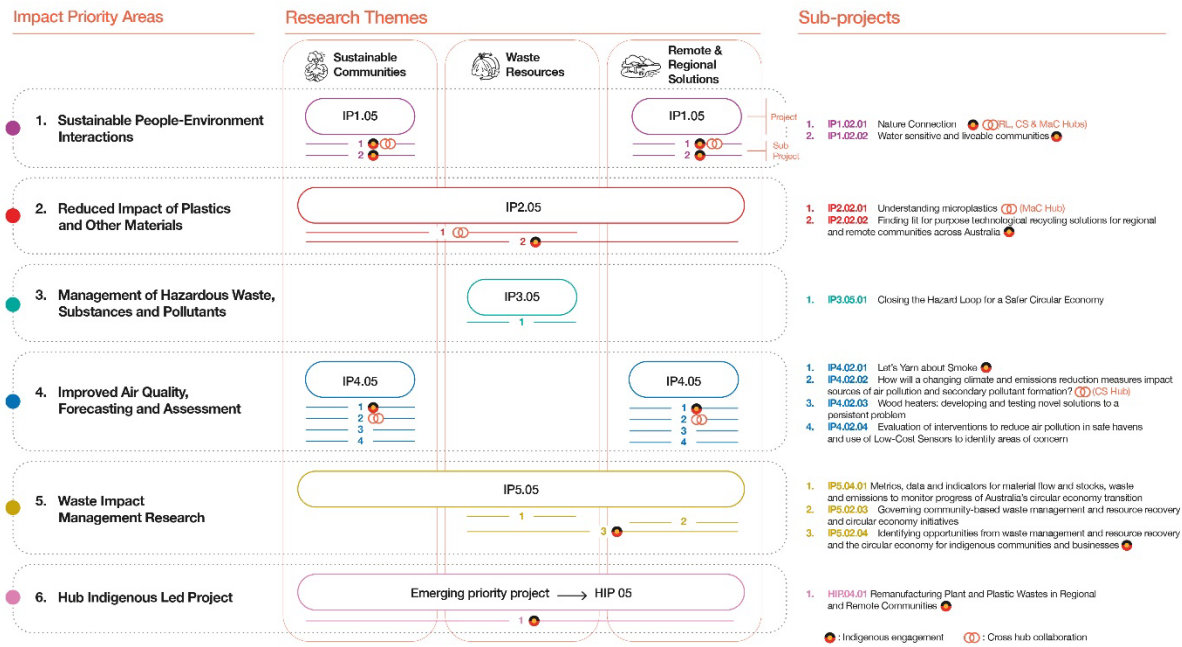 Impact Priority Areas
Research Themes
Sub-projects
Sustainable
Communities
Waste
Resources
Remote &
Regional
Solutions
1. Sustainable People-Environment
Interactions
IP1.05
1
2
IP1.05
1
2
Project
Sub
Project
1. IP1.02.01 Nature Connection (RL, CS & MaC Hubs)
2. IP1.02.02 Water sensitive and liveable communities
2. Reduced Impact of Plastics
and Other Materials
IP2.05
1
2
1. IP2.02.01 Understanding microplastics (MaC Hub)
2. IP2.02.02 Finding fit for purpose technological recycling solutions for regional
and remote communities across Australia
3. Management of Hazardous Waste,
Substances and Pollutants
IP3.05
1
1. IP3.05.01 Closing the Hazard Loop for a Safer Circular Economy
4. Improved Air Quality,
Forecasting and Assessment
IP4.05
1
2
3
4
IP4.05
1
2
3
4
1. IP4.02.01 Let's Yarn about Smoke
2. IP4.02.02 How will a changing climate and emissions reduction measures impact
sources of air pollution and secondary pollutant formation? (CS Hub)
3. IP4.02.03 Wood heaters: developing and testing novel solutions to a
persistent problem
4. IP4.02.04 Evaluation of interventions to reduce air pollution in safe havens
and use of Low-Cost Sensors to identify areas of concern
5. Waste Impact
Management Research
IP5.05
1
2
3
1. IP5.04.01 Metrics, data and indicators for material flow and stocks, waste
and emissions to monitor progress of Australia's circular economy transition
2. IP5.02.03 Governing community-based waste management and resource recovery
and circular economy initiatives
3. IP5.02.04 Identifying opportunities from waste management and resource recovery
and the circular economy for indigenous communities and businesses
6. Hub Indigenous Led Project
Emerging priority project → HIP 05
1
1. HIP.04.01 Remanufacturing Plant and Plastic Wastes in Regional
and Remote Communities
: Indigenous engagement : Cross hub collaboration